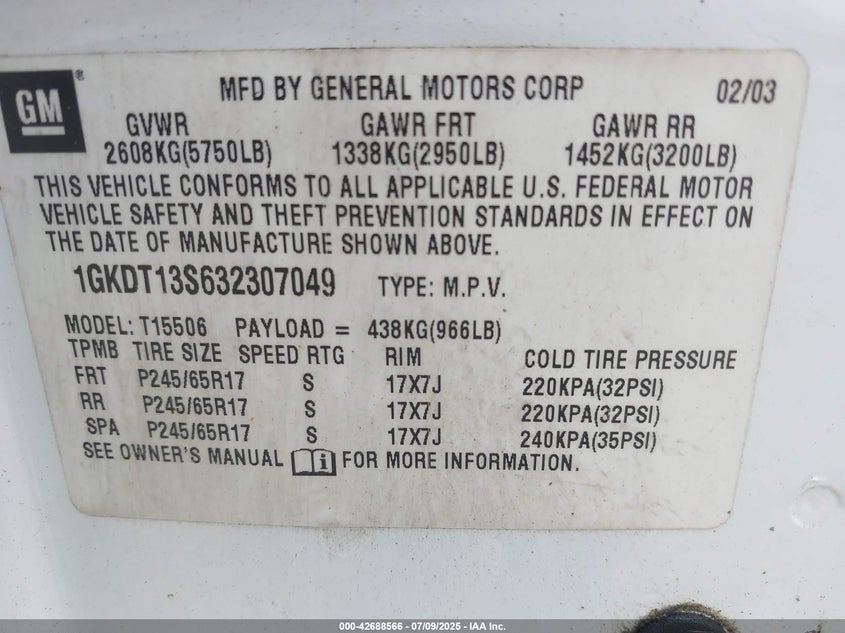 GM ®
MFD BY GENERAL MOTORS CORP 02/03
GVWR GAWR FRT GAWR RR
2608KG(5750LB) 1338KG(2950LB) 1452KG(3200LB)
THIS VEHICLE CONFORMS TO ALL APPLICABLE U.S. FEDERAL MOTOR
VEHICLE SAFETY AND THEFT PREVENTION STANDARDS IN EFFECT ON
THE DATE OF MANUFACTURE SHOWN ABOVE.
1GKDT13S632307049 TYPE: M.P.V.
MODEL: T15506 PAYLOAD = 438KG(966LB)
TPMB TIRE SIZE SPEED RTG RIM COLD TIRE PRESSURE
FRT P245/65R17 S 17X7J 220KPA(32PSI)
RR P245/65R17 S 17X7J 220KPA(32PSI)
SPA P245/65R17 S 17X7J 240KPA(35PSI)
SEE OWNER'S MANUAL i FOR MORE INFORMATION.
000-42688566 - 07/09/2025 - IAA Inc.